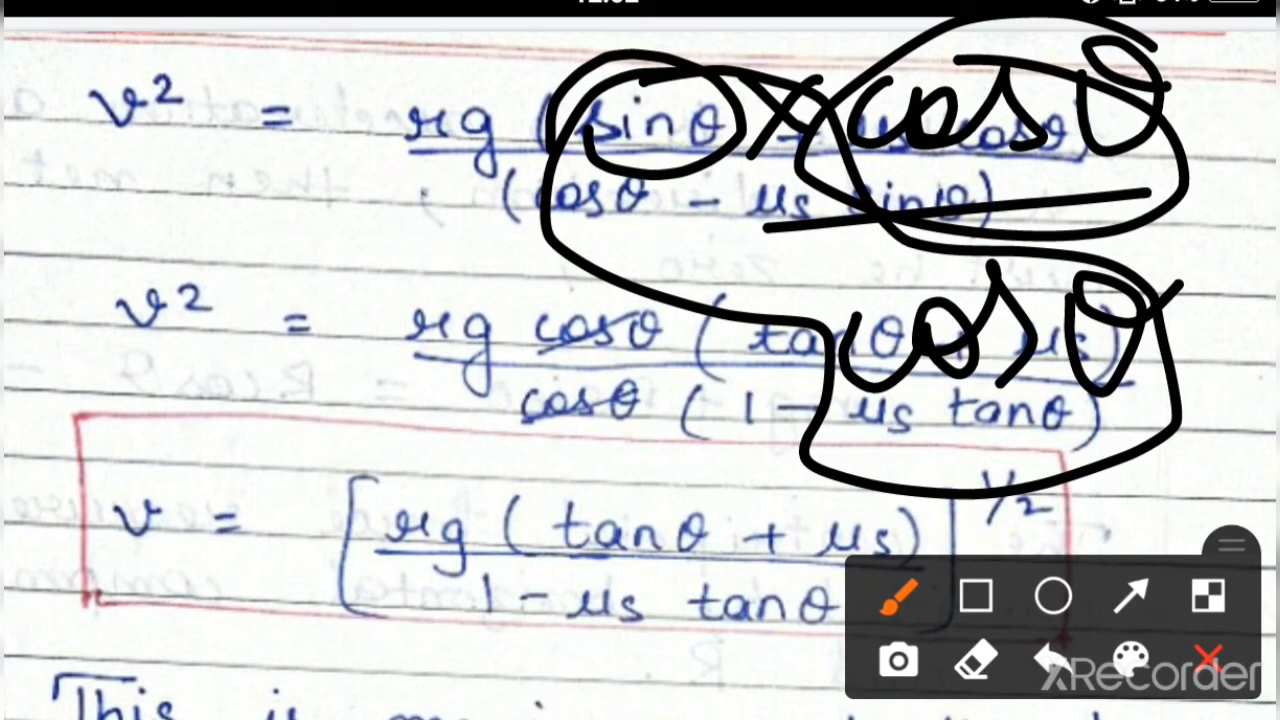 v² = rg (sinθ + μs cosθ)
cosθ
(cosθ - μs sinθ)
v² = rg cosθ (tanθ + μs)
cosθ
cosθ (1 - μs tanθ)
v = [rg (tanθ + μs)
1 - μs tanθ] 1/2
XRecorder
This is